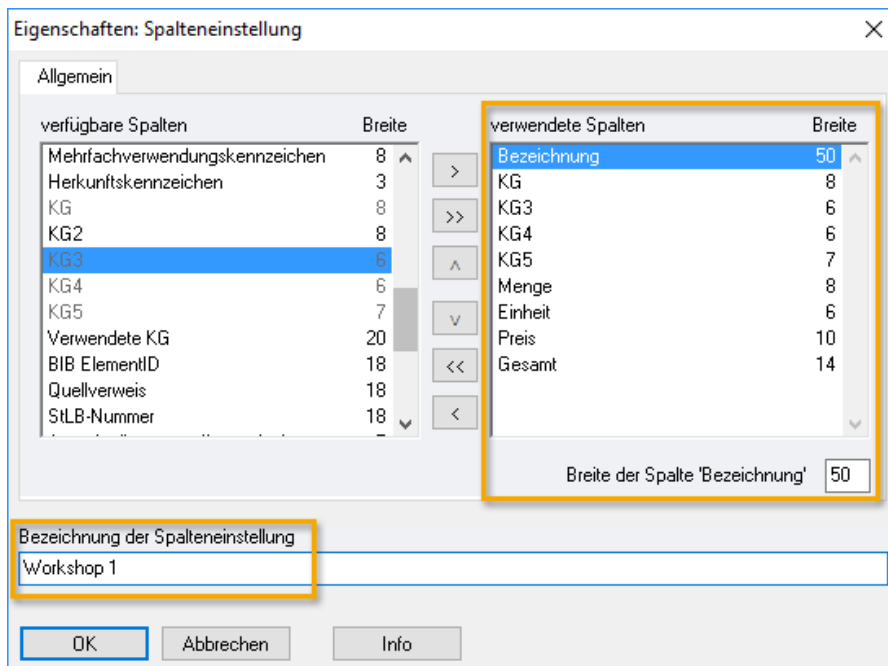 Eigenschaften: Spalteneinstellung
Allgemein
verfügbare Spalten Breite
Mehrfachverwendungskennzeichen 8
Herkunftskennzeichen 3
KG 8
KG2 8
KG3 6
KG4 6
KG5 7
Verwendete KG 20
BIB ElementID 18
Quellverweis 18
StLB-Nummer 18
>
>>
^
v
<<
<
verwendete Spalten Breite
Bezeichnung 50
KG 8
KG3 6
KG4 6
KG5 7
Menge 8
Einheit 6
Preis 10
Gesamt 14
Breite der Spalte 'Bezeichnung' 50
Bezeichnung der Spalteneinstellung
Workshop 1
OK Abbrechen Info